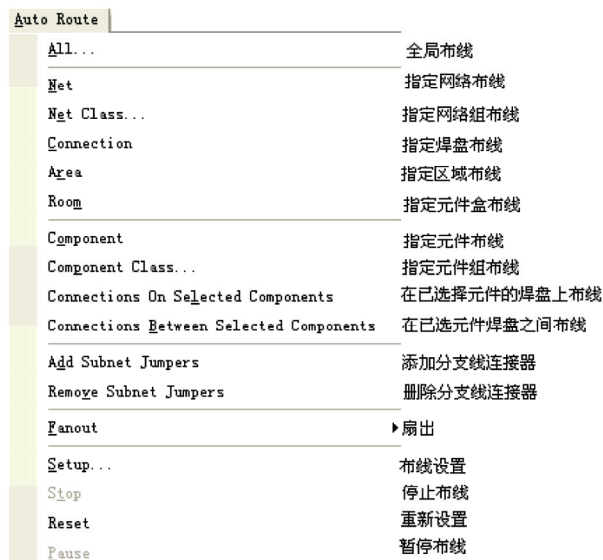 Auto Route
All... 全局布线
Net 指定网络布线
Net Class... 指定网络组布线
Connection 指定焊盘布线
Area 指定区域布线
Room 指定元件盒布线
Component 指定元件布线
Component Class... 指定元件组布线
Connections On Selected Components 在已选择元件的焊盘上布线
Connections Between Selected Components 在已选元件焊盘之间布线
Add Subnet Jumpers 添加分支线连接器
Remove Subnet Jumpers 删除分支线连接器
Fanout 扇出
Setup... 布线设置
Stop 停止布线
Reset 重新设置
Pause 暂停布线